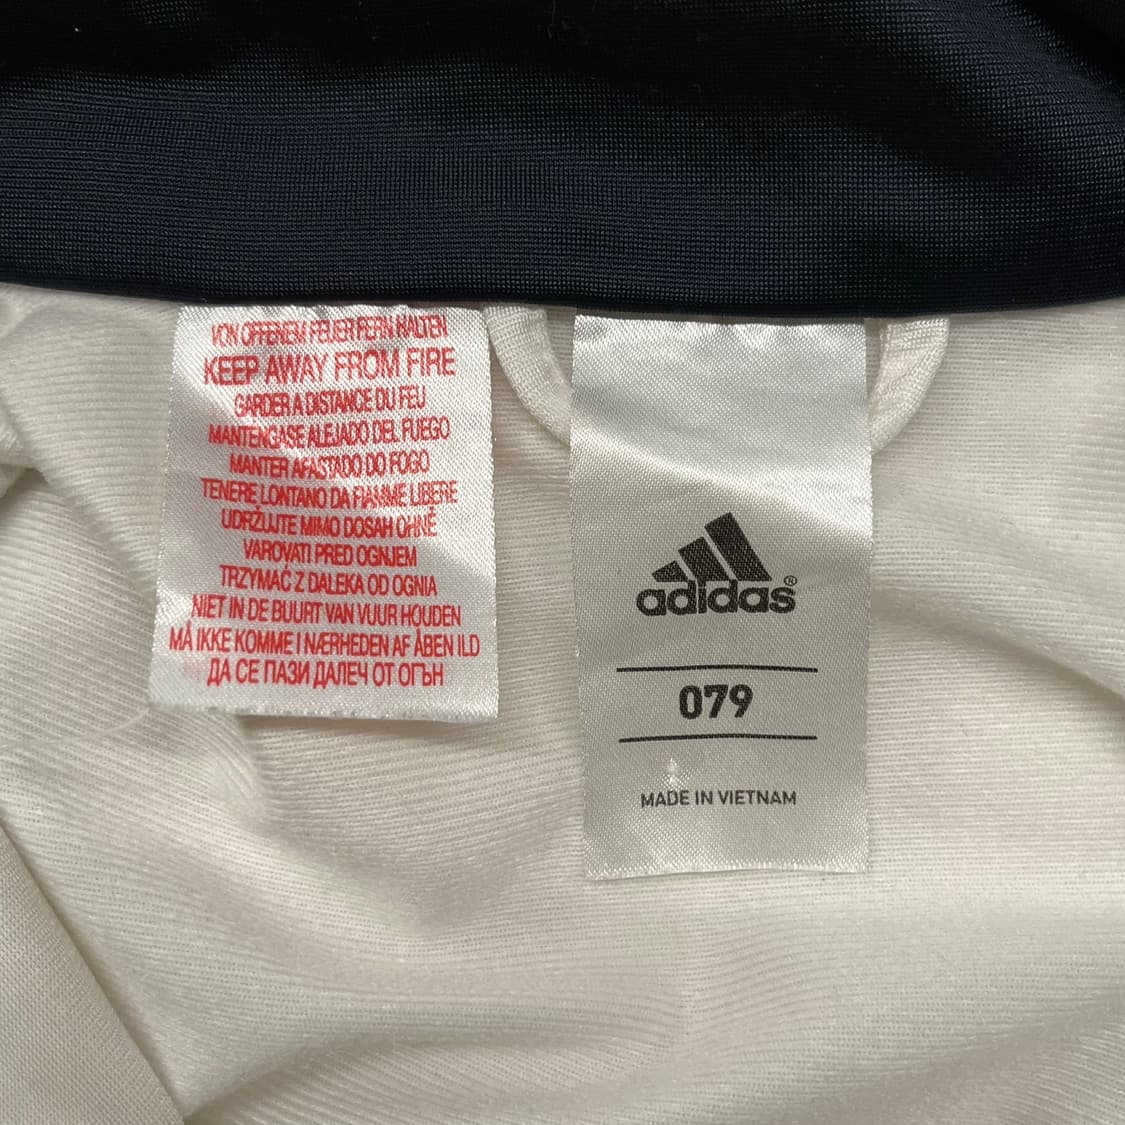 VON OFFENEM FEUER FERN HALTEN
KEEP AWAY FROM FIRE
GARDER A DISTANCE DU FEU
MANTENGASE ALEJADO DEL FUEGO
MANTER AFASTADO DO FOGO
TENERE LONTANO DA FIAMME LIBERE
UDRŽUJTE MIMO DOSAH OHNĚ
VAROVATI PRED OGNJEM
TRZYMAĆ Z DALEKA OD OGNIA
NIET IN DE BUURT VAN VUUR HOUDEN
MÅ IKKE KOMME I NÆRHEDEN AF ÅBEN ILD
ДА СЕ ПАЗИ ДАЛЕЧ ОТ ОГЪН
adidas®
079
MADE IN VIETNAM